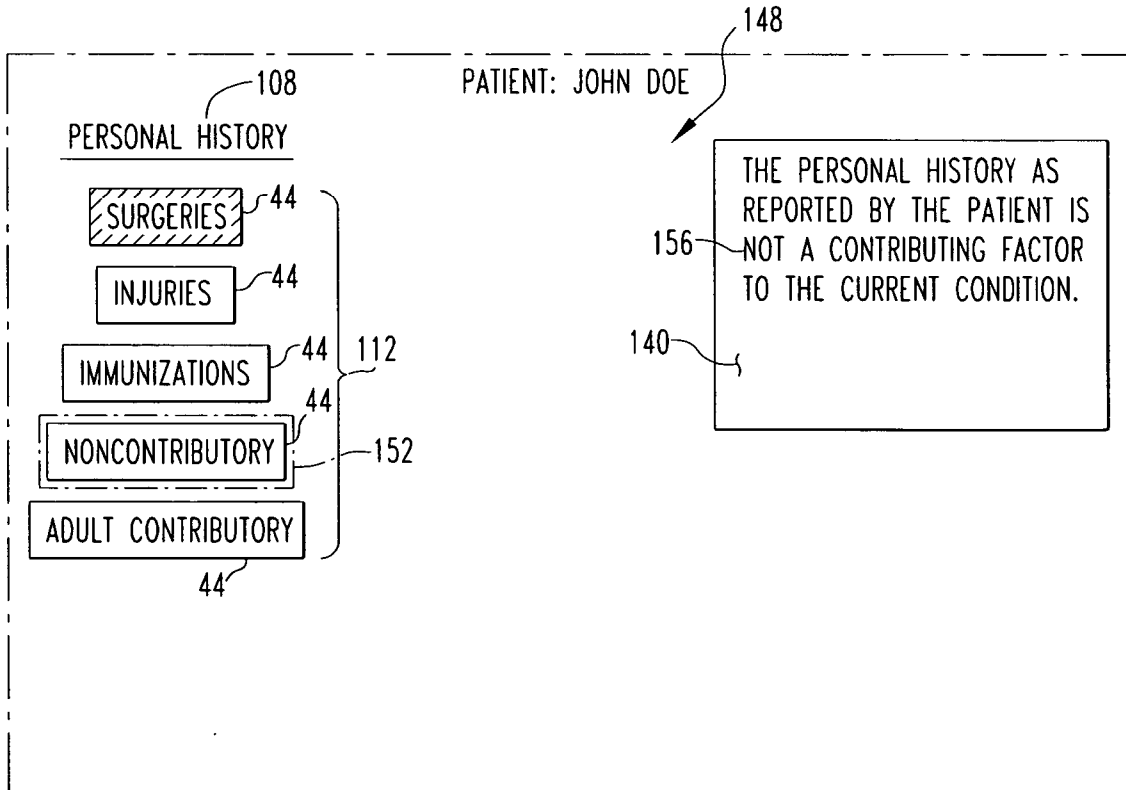 148
PATIENT: JOHN DOE
108
PERSONAL HISTORY
SURGERIES
44
INJURIES
44
IMMUNIZATIONS
44
112
NONCONTRIBUTORY
44
152
ADULT CONTRIBUTORY
44
THE PERSONAL HISTORY AS
REPORTED BY THE PATIENT IS
156
NOT A CONTRIBUTING FACTOR
TO THE CURRENT CONDITION.
140